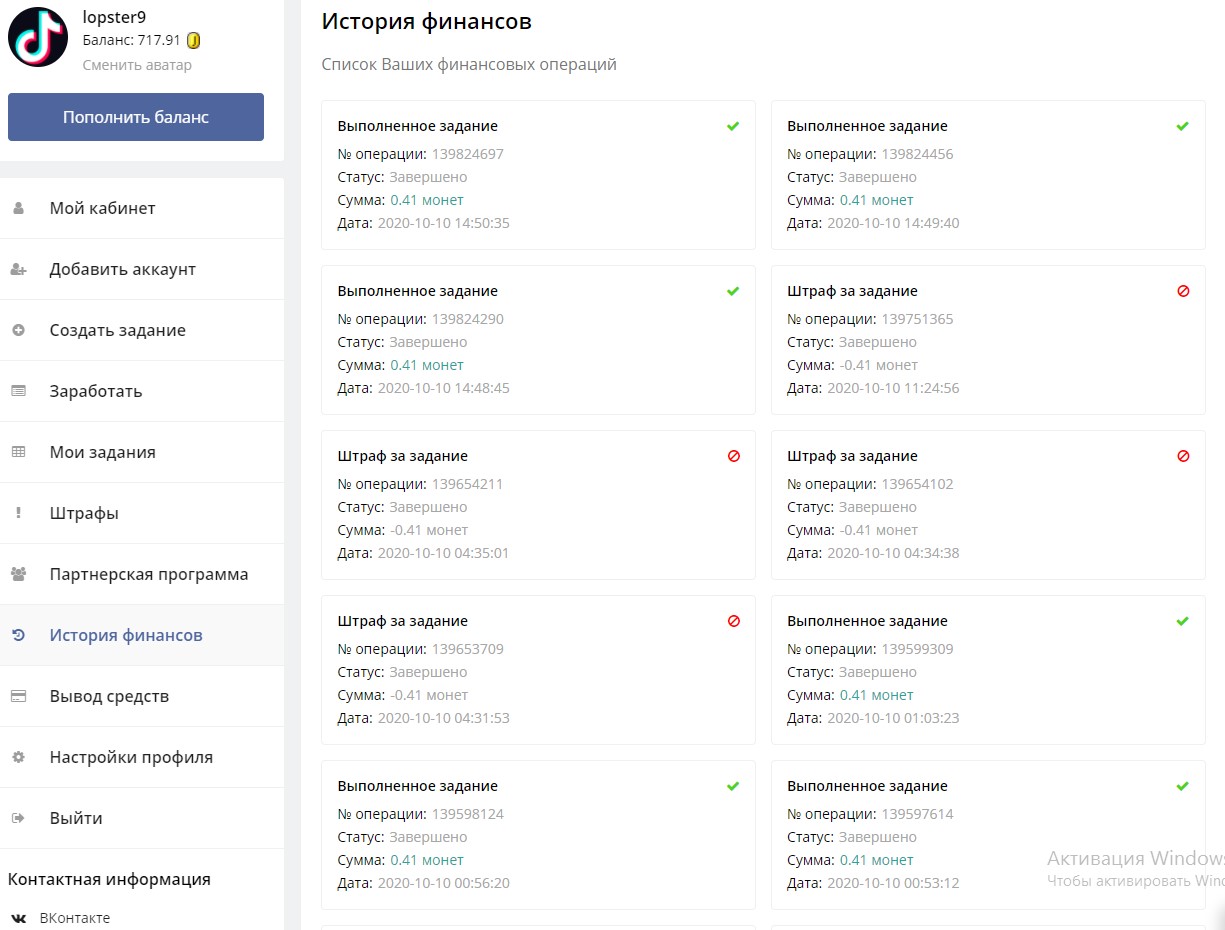 lopster9
Баланс: 717.91
Сменить аватар
Пополнить баланс
Мой кабинет
Добавить аккаунт
Создать задание
Заработать
Мои задания
Штрафы
Партнерская программа
История финансов
Вывод средств
Настройки профиля
Выйти
Контактная информация
ВКонтакте
История финансов
Список Ваших финансовых операций
Выполненное задание
№ операции: 139824697
Статус: Завершено
Сумма: 0.41 монет
Дата: 2020-10-10 14:50:35
Выполненное задание
№ операции: 139824456
Статус: Завершено
Сумма: 0.41 монет
Дата: 2020-10-10 14:49:40
Выполненное задание
№ операции: 139824290
Статус: Завершено
Сумма: 0.41 монет
Дата: 2020-10-10 14:48:45
Штраф за задание
№ операции: 139751365
Статус: Завершено
Сумма: -0.41 монет
Дата: 2020-10-10 11:24:56
Штраф за задание
№ операции: 139654211
Статус: Завершено
Сумма: -0.41 монет
Дата: 2020-10-10 04:35:01
Штраф за задание
№ операции: 139654102
Статус: Завершено
Сумма: -0.41 монет
Дата: 2020-10-10 04:34:38
Штраф за задание
№ операции: 139653709
Статус: Завершено
Сумма: -0.41 монет
Дата: 2020-10-10 04:31:53
Выполненное задание
№ операции: 139599309
Статус: Завершено
Сумма: 0.41 монет
Дата: 2020-10-10 01:03:23
Выполненное задание
№ операции: 139598124
Статус: Завершено
Сумма: 0.41 монет
Дата: 2020-10-10 00:56:20
Выполненное задание
№ операции: 139597614
Статус: Завершено
Сумма: 0.41 монет
Дата: 2020-10-10 00:53:12
Активация Windows
Чтобы активировать Wind